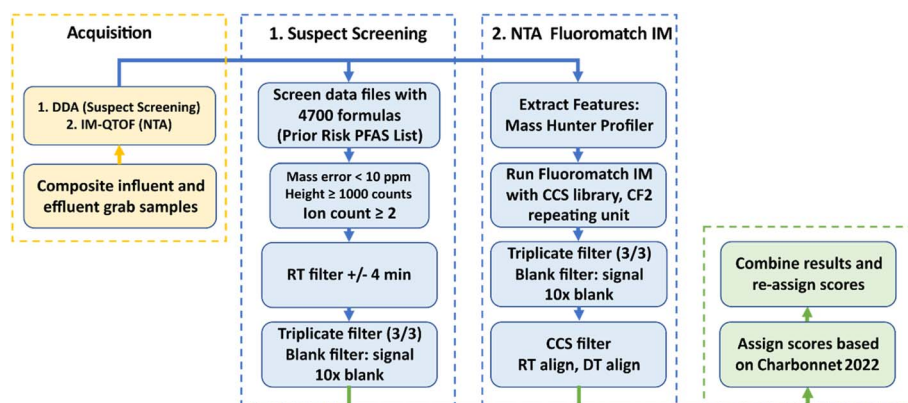 Acquisition
1. DDA (Suspect Screening)
2. IM-QTOF (NTA)
Composite influent and
effluent grab samples
1. Suspect Screening
Screen data files with
4700 formulas
(Prior Risk PFAS List)
Mass error < 10 ppm
Height ≥ 1000 counts
Ion count ≥ 2
RT filter +/- 4 min
Triplicate filter (3/3)
Blank filter: signal
10x blank
2. NTA Fluoromatch IM
Extract Features:
Mass Hunter Profiler
Run Fluoromatch IM
with CCS library, CF2
repeating unit
Triplicate filter (3/3)
Blank filter: signal
10x blank
CCS filter
RT align, DT align
Combine results and
re-assign scores
Assign scores based
on Charbonnet 2022